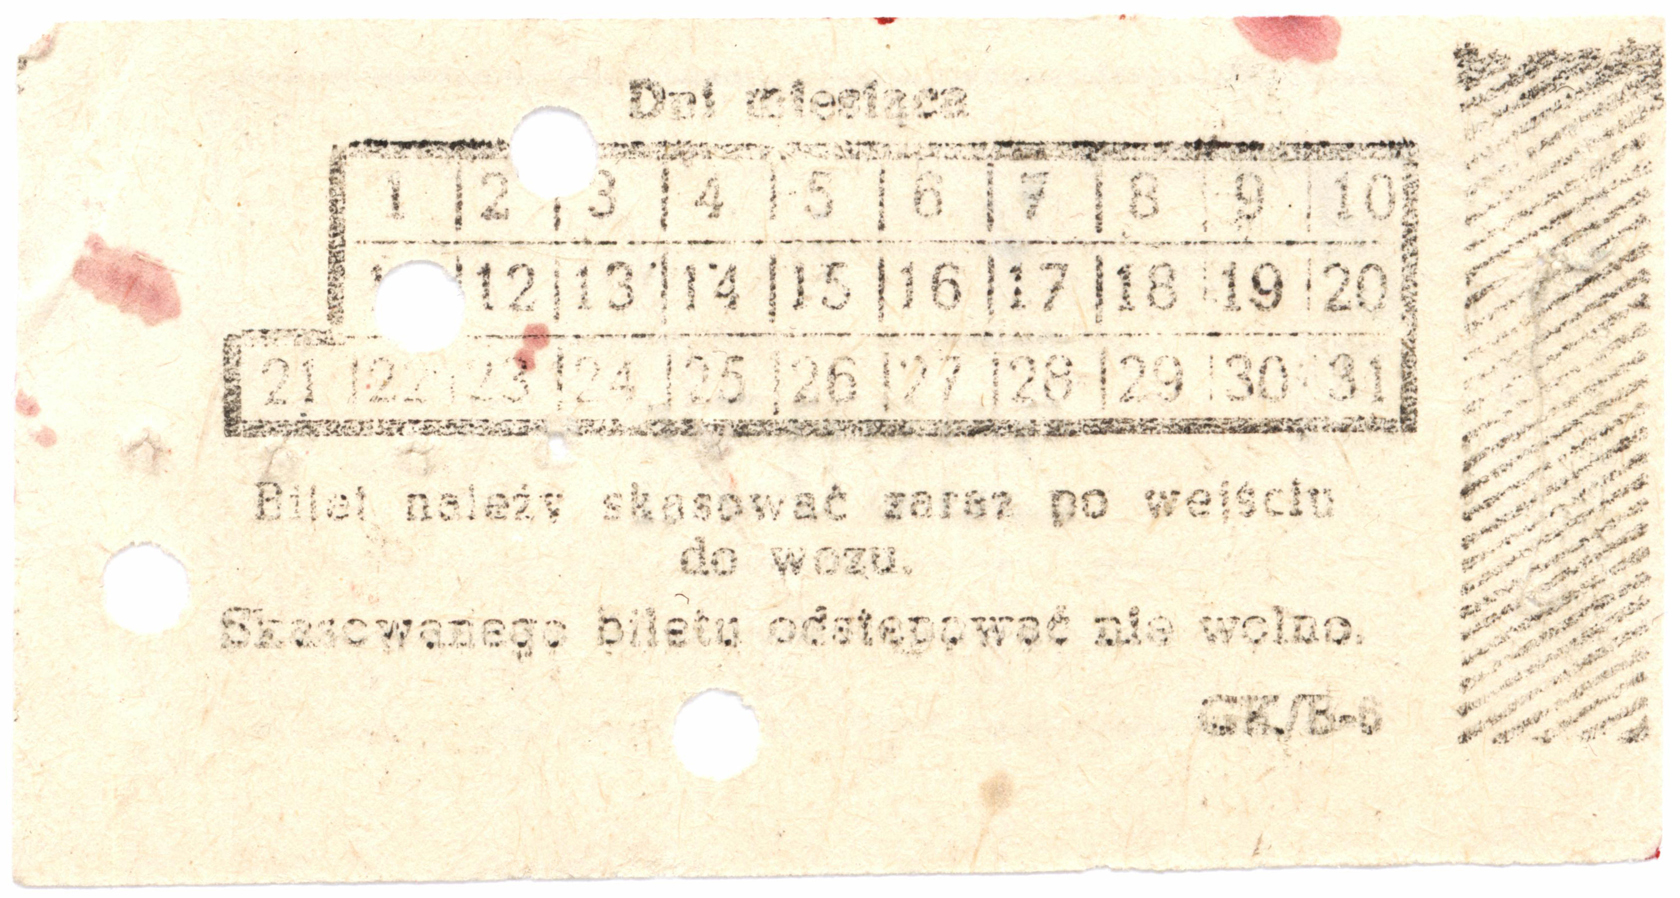 Dni miesiąca
1 2 3 4 5 6 7 8 9 10
12 13 14 15 16 17 18 19 20
21 22 23 24 25 26 27 28 29 30 31
Bilet należy skasować zaraz po wejściu
do wozu.
Skasowanego biletu odstępować nie wolno.
GK/B-6